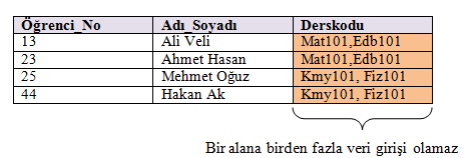 Öğrenci_No Adı_Soyadı Derskodu
13 Ali Veli Mat101,Edb101
23 Ahmet Hasan Mat101,Edb101
25 Mehmet Oğuz Kmy101, Fiz101
44 Hakan Ak Kmy101, Fiz101
Bir alana birden fazla veri girişi olamaz